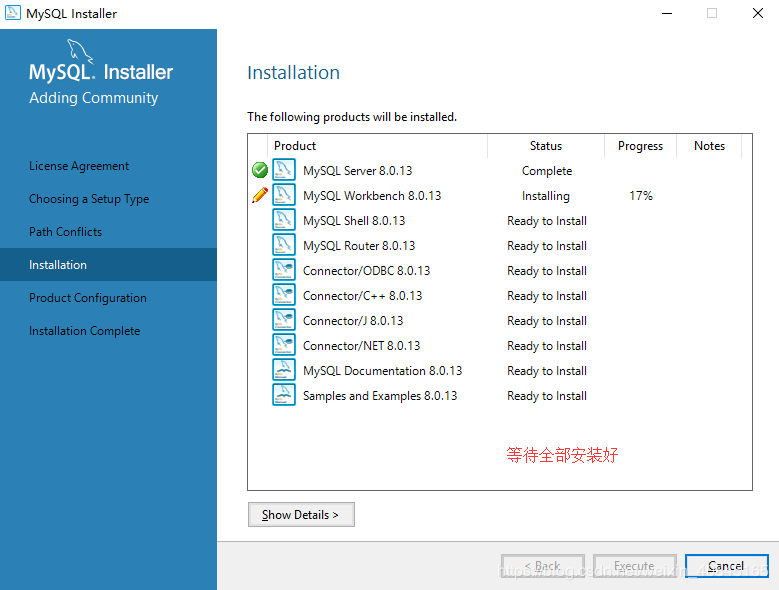 MySQL Installer
MySQL. Installer
Adding Community
License Agreement
Choosing a Setup Type
Path Conflicts
Installation
Product Configuration
Installation Complete
Installation
The following products will be installed.
Product Status Progress Notes
MySQL Server 8.0.13 Complete
MySQL Workbench 8.0.13 Installing 17%
MySQL Shell 8.0.13 Ready to Install
MySQL Router 8.0.13 Ready to Install
Connector/ODBC 8.0.13 Ready to Install
Connector/C++ 8.0.13 Ready to Install
Connector/J 8.0.13 Ready to Install
Connector/NET 8.0.13 Ready to Install
MySQL Documentation 8.0.13 Ready to Install
Samples and Examples 8.0.13 Ready to Install
等待全部安装好
Show Details >
< Back Execute Cancel